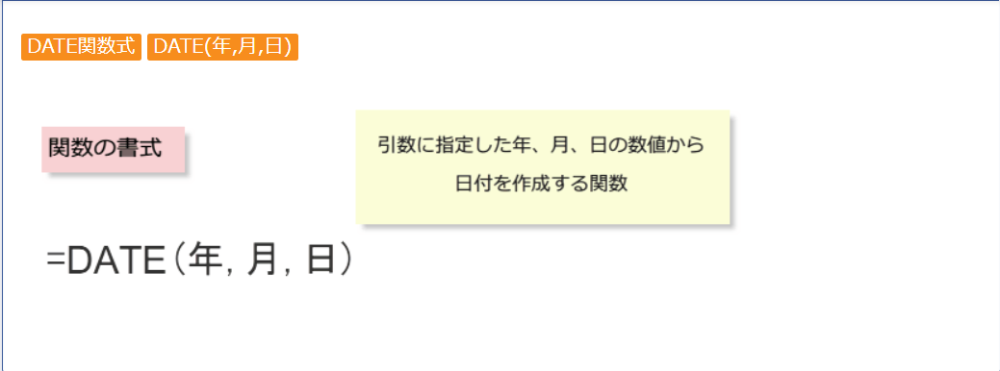 DATE関数式 DATE(年,月,日)
関数の書式
引数に指定した年、月、日の数値から
日付を作成する関数
=DATE（年, 月, 日）